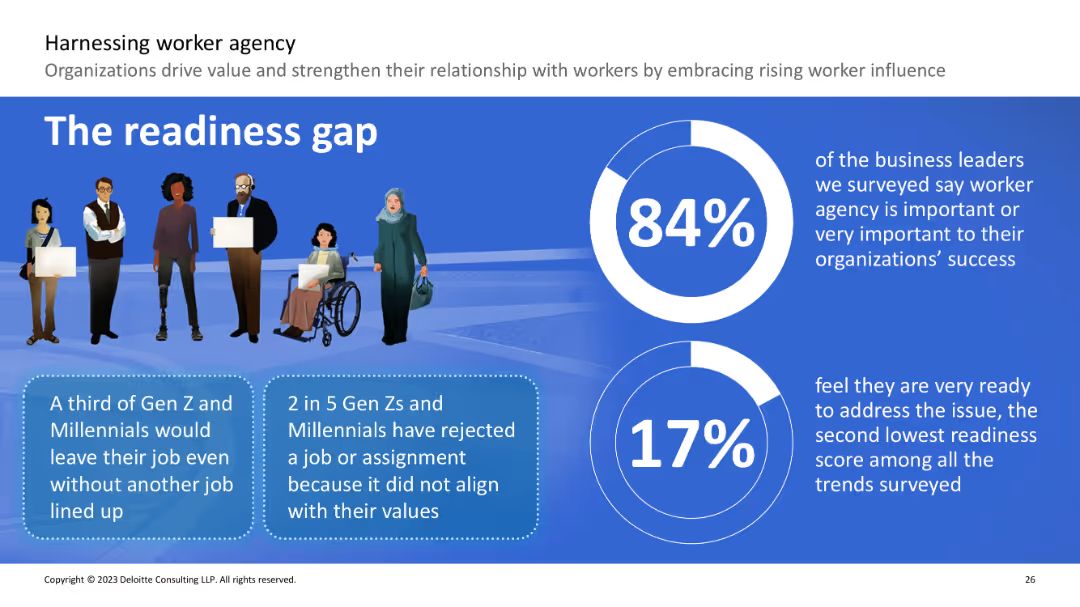 Harnessing worker agency
Organizations drive value and strengthen their relationship with workers by embracing rising worker influence
The readiness gap
A third of Gen Z and
Millennials would
leave their job even
without another job
lined up
2 in 5 Gen Zs and
Millennials have rejected
a job or assignment
because it did not align
with their values
84%
of the business leaders
we surveyed say worker
agency is important or
very important to their
organizations’ success
17%
feel they are very ready
to address the issue, the
second lowest readiness
score among all the
trends surveyed
Copyright © 2023 Deloitte Consulting LLP. All rights reserved.
26